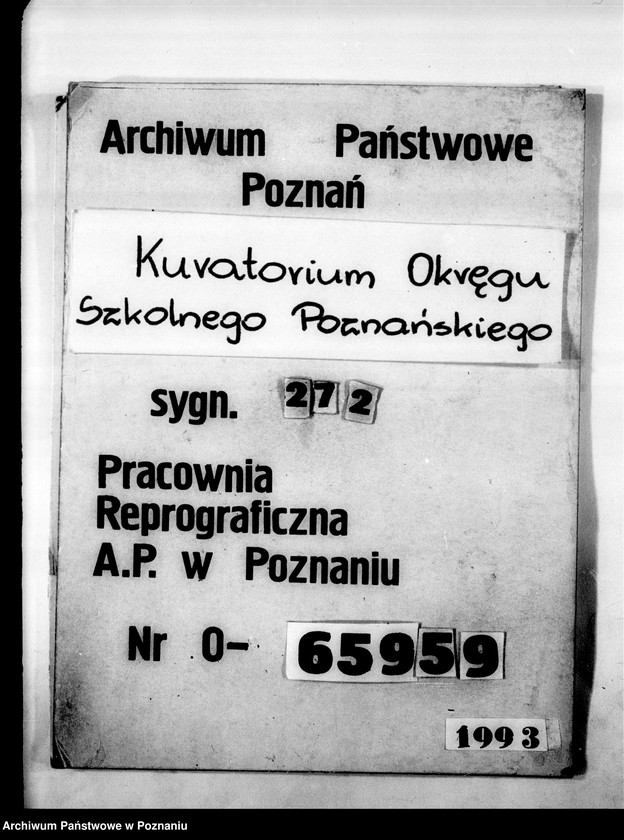 Archiwum Państwowe
Poznań
Kuratorium Okręgu
Szkolnego Poznańskiego
sygn. 272
Pracownia
Reprograficzna
A.P. w Poznaniu
Nr 0- 65959
1993
Archiwum Państwowe w Poznaniu